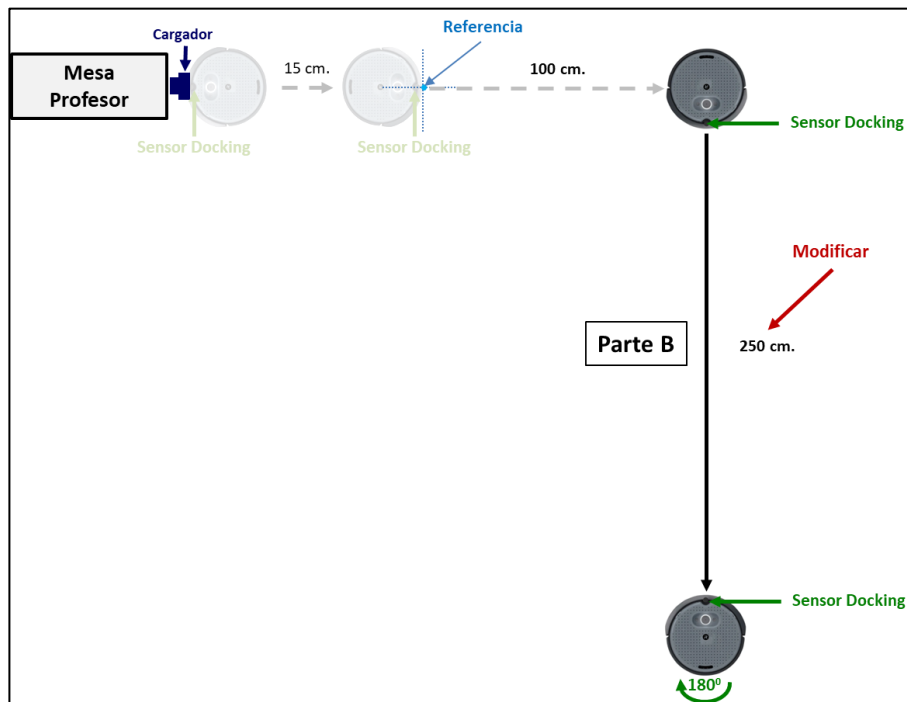 Cargador
Referencia
Mesa
Profesor
15 cm.
100 cm.
Sensor Docking
Sensor Docking
Sensor Docking
Modificar
Parte B
250 cm.
Sensor Docking
180⁰